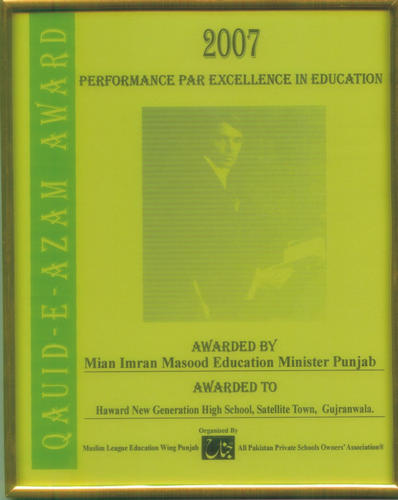 QAUID-E-AZAM AWARD
2007
PERFORMANCE PAR EXCELLENCE IN EDUCATION
AWARDED BY
Mian Imran Masood Education Minister Punjab
AWARDED TO
Haward New Generation High School, Satellite Town, Gujranwala.
Organised By
Muslim League Education Wing Punjab جناح All Pakistan Private Schools Owners' Association®